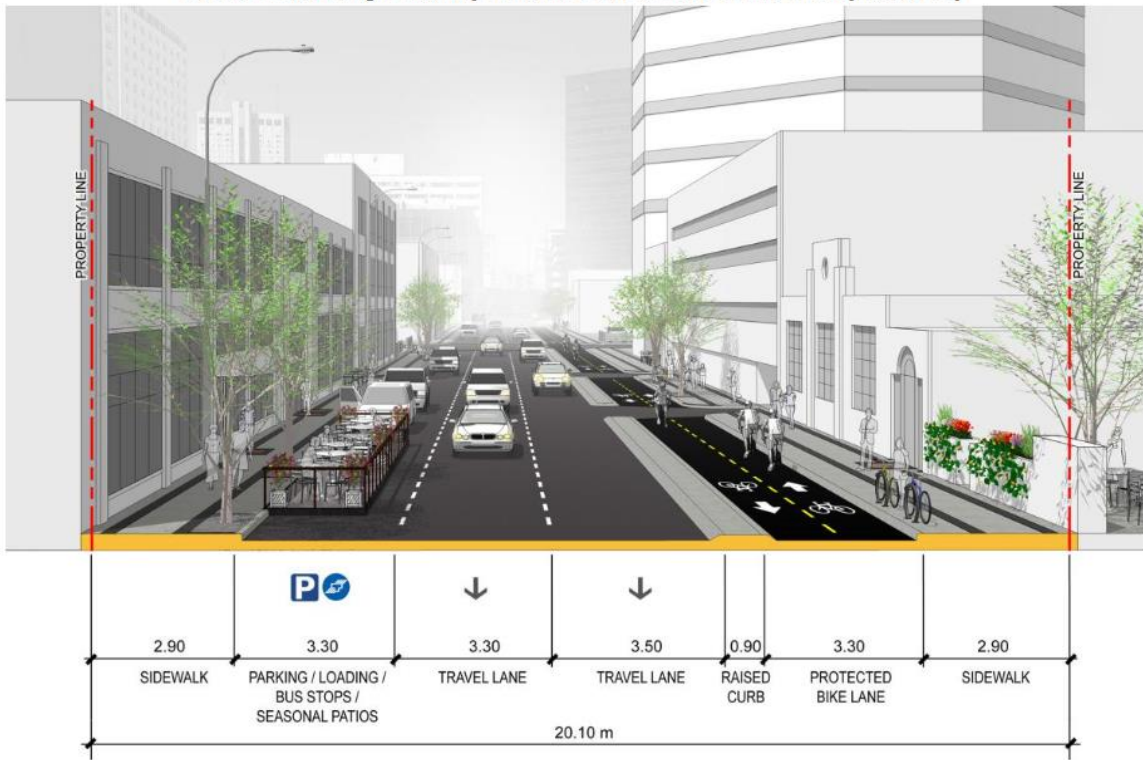 PROPERTY LINE
PROPERTY LINE
P
2.90
3.30
3.30
3.50
0.90
3.30
2.90
SIDEWALK
PARKING / LOADING /
BUS STOPS /
SEASONAL PATIOS
TRAVEL LANE
TRAVEL LANE
RAISED
CURB
PROTECTED
BIKE LANE
SIDEWALK
20.10 m